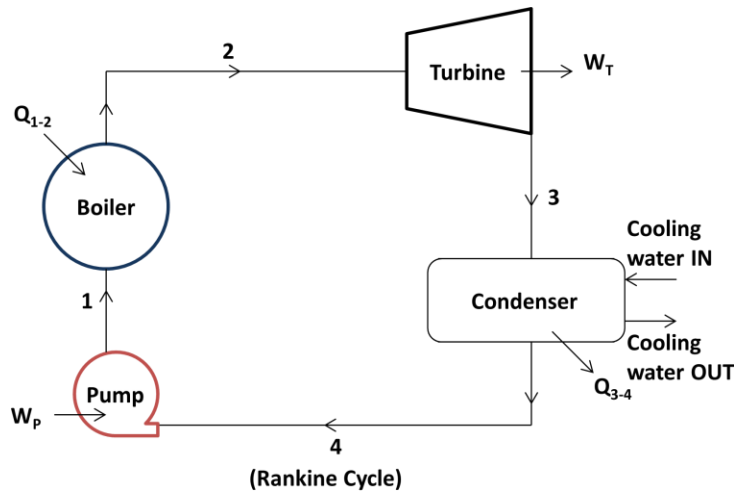 2
Turbine
W_T
Q_1-2
Boiler
3
Cooling
water IN
Condenser
1
Cooling
water OUT
Q_3-4
Pump
W_P
4
(Rankine Cycle)